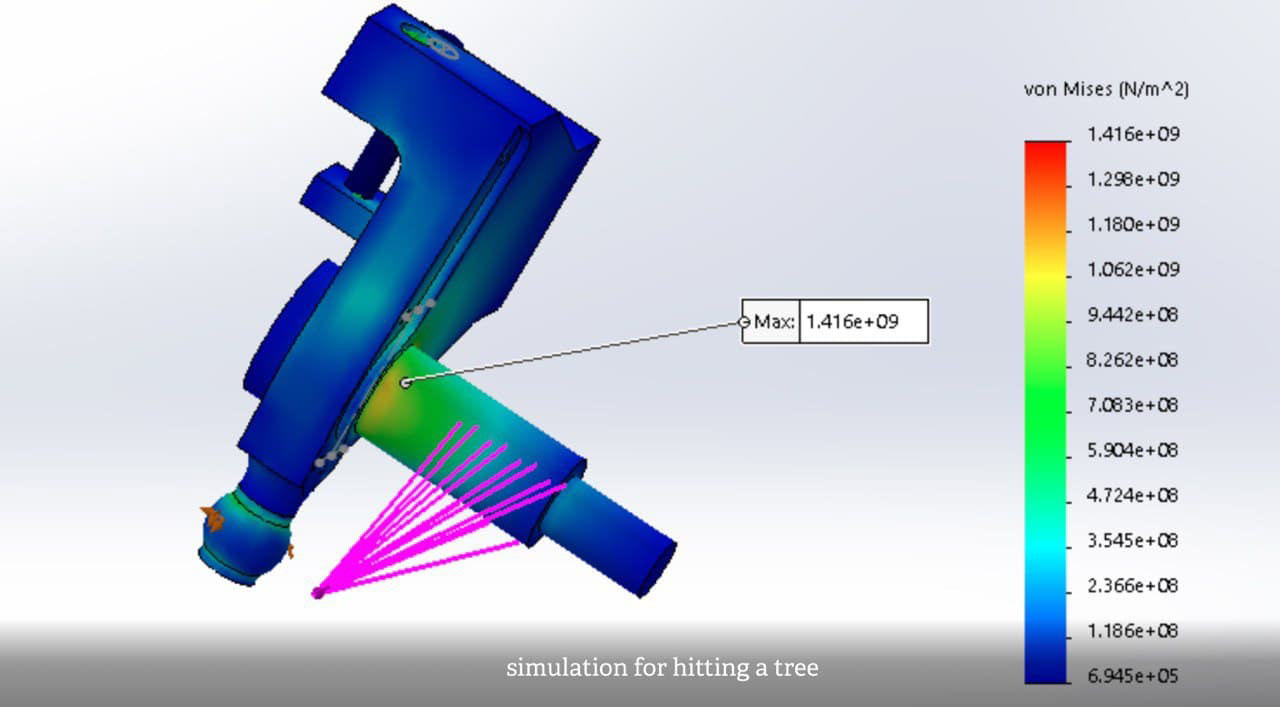 von Mises (N/m^2)
1.416e+09
1.298e+09
1.180e+09
1.062e+09
9.442e+08
8.262e+08
7.083e+08
5.904e+08
4.724e+08
3.545e+08
2.366e+08
1.186e+08
6.945e+05
Max: 1.416e+09
simulation for hitting a tree